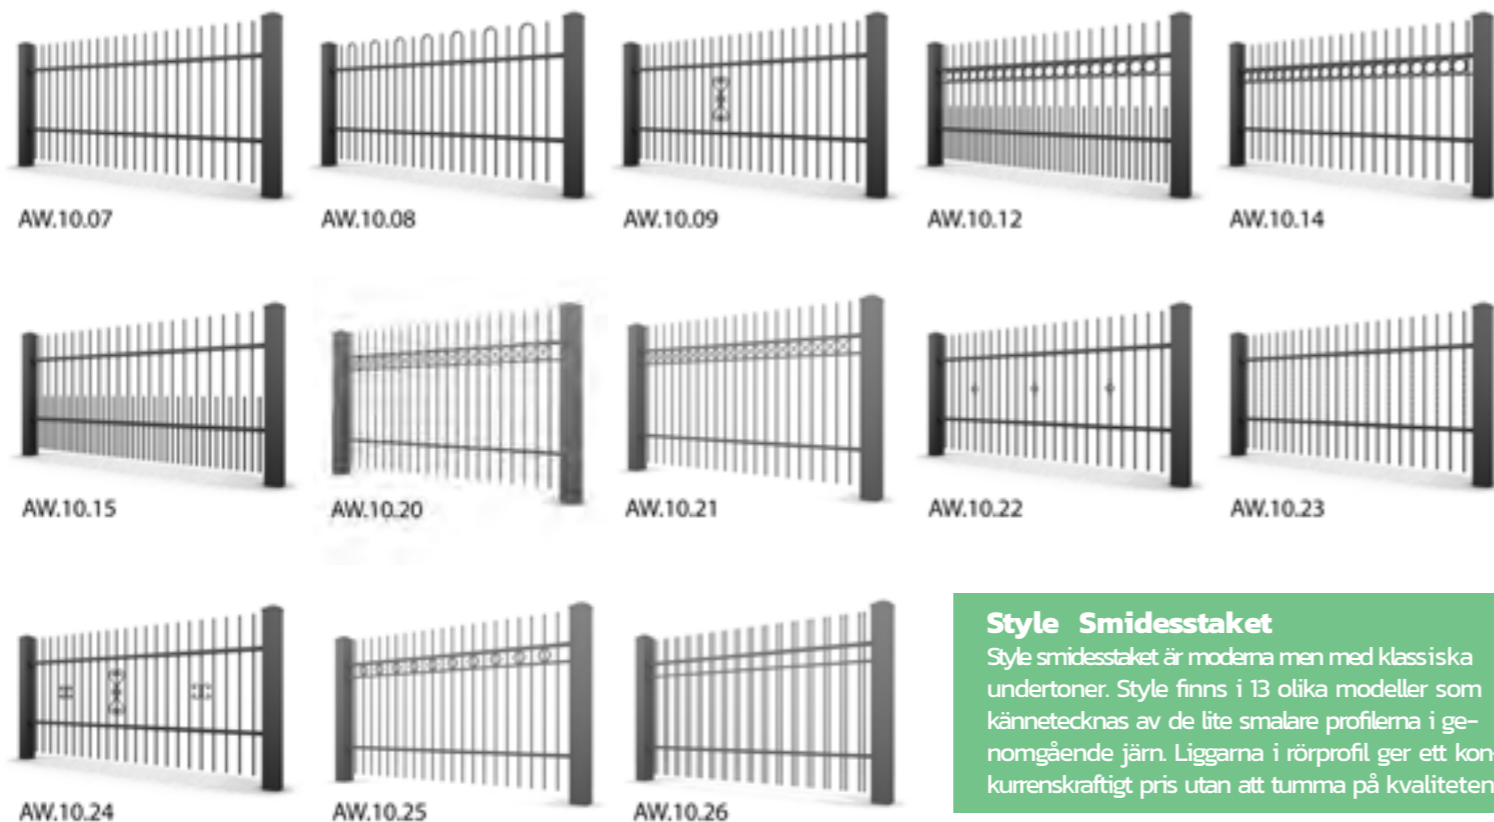 AW.10.07
AW.10.08
AW.10.09
AW.10.12
AW.10.14
AW.10.15
AW.10.20
AW.10.21
AW.10.22
AW.10.23
AW.10.24
AW.10.25
AW.10.26
Style Smidesstaket
Style smidesstaket är moderna men med klassiska
undertoner. Style finns i 13 olika modeller som
kännetecknas av de lite smalare profilerna i ge-
nomgående järn. Liggarna i rörprofil ger ett kon-
kurrenskraftigt pris utan att tumma på kvaliteten